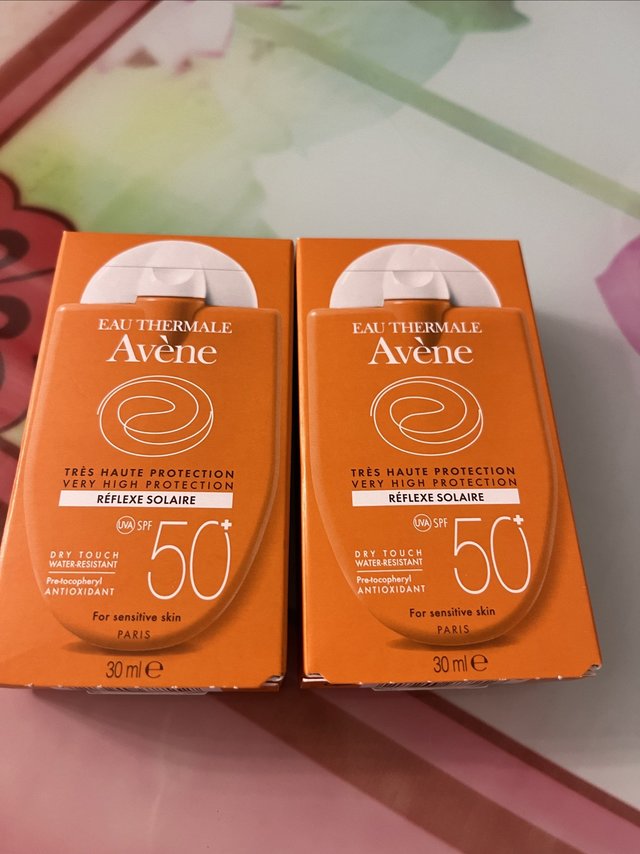 EAU THERMALE
Avène
TRÈS HAUTE PROTECTION
VERY HIGH PROTECTION
RÉFLEXE SOLAIRE
UVA SPF 50+
DRY TOUCH
WATER-RESISTANT
Pre-tocopheryl
ANTIOXIDANT
For sensitive skin
PARIS
30 ml e
EAU THERMALE
Avène
TRÈS HAUTE PROTECTION
VERY HIGH PROTECTION
RÉFLEXE SOLAIRE
UVA SPF 50+
DRY TOUCH
WATER-RESISTANT
Pre-tocopheryl
ANTIOXIDANT
For sensitive skin
PARIS
30 ml e